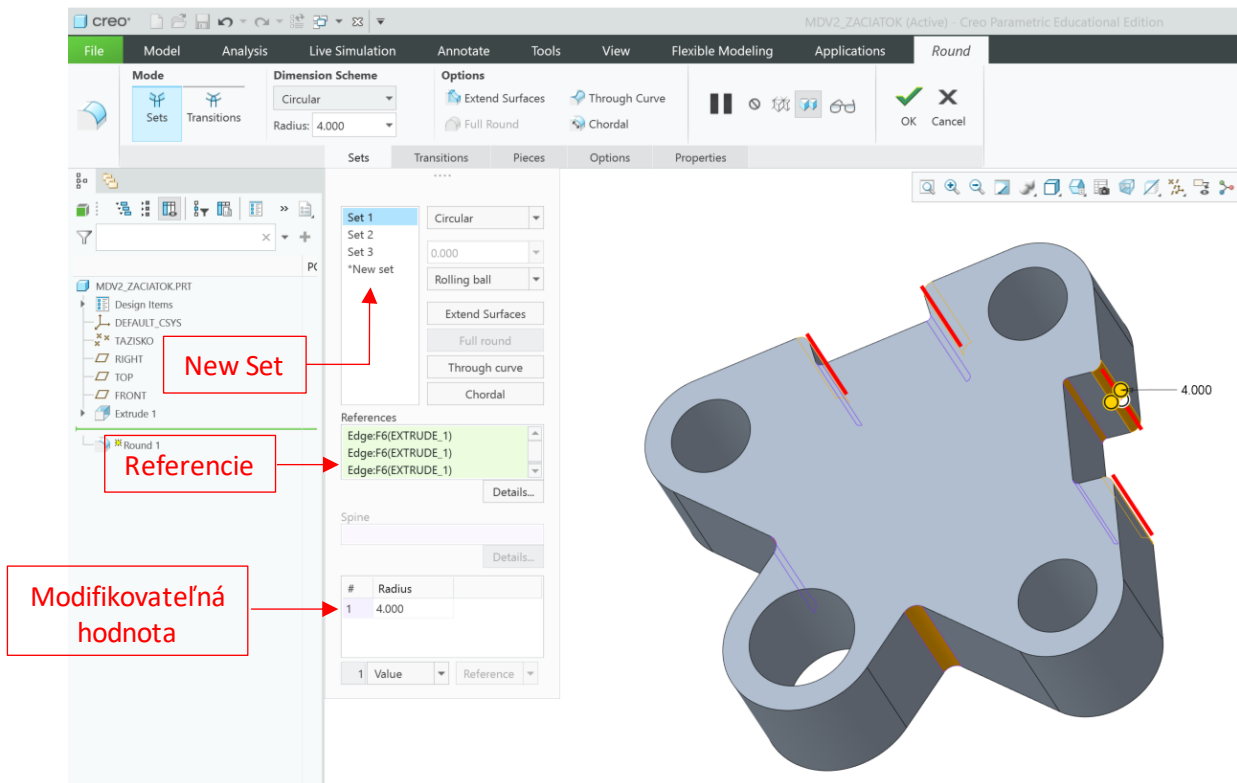 creo
MDV2_ZACIATOK (Active) - Creo Parametric Educational Edition
File Model Analysis Live Simulation Annotate Tools View Flexible Modeling Applications Round
Mode Dimension Scheme Options
Sets Transitions
Circular
Radius: 4.000
Extend Surfaces Through Curve
Full Round Chordal
OK Cancel
Sets Transitions Pieces Options Properties
Set 1
Set 2
Set 3
*New set
Circular
0.000
Rolling ball
Extend Surfaces
Full round
Through curve
Chordal
References
Edge:F6(EXTRUDE_1)
Edge:F6(EXTRUDE_1)
Edge:F6(EXTRUDE_1)
Details...
Spine
Details...
# Radius
1 4.000
1 Value Reference
PC
MDV2_ZACIATOK.PRT
Design Items
DEFAULT_CSYS
TAZISKO
RIGHT
TOP
FRONT
Extrude 1
Round 1
New Set
Referencie
Modifikovateľná
hodnota
4.000